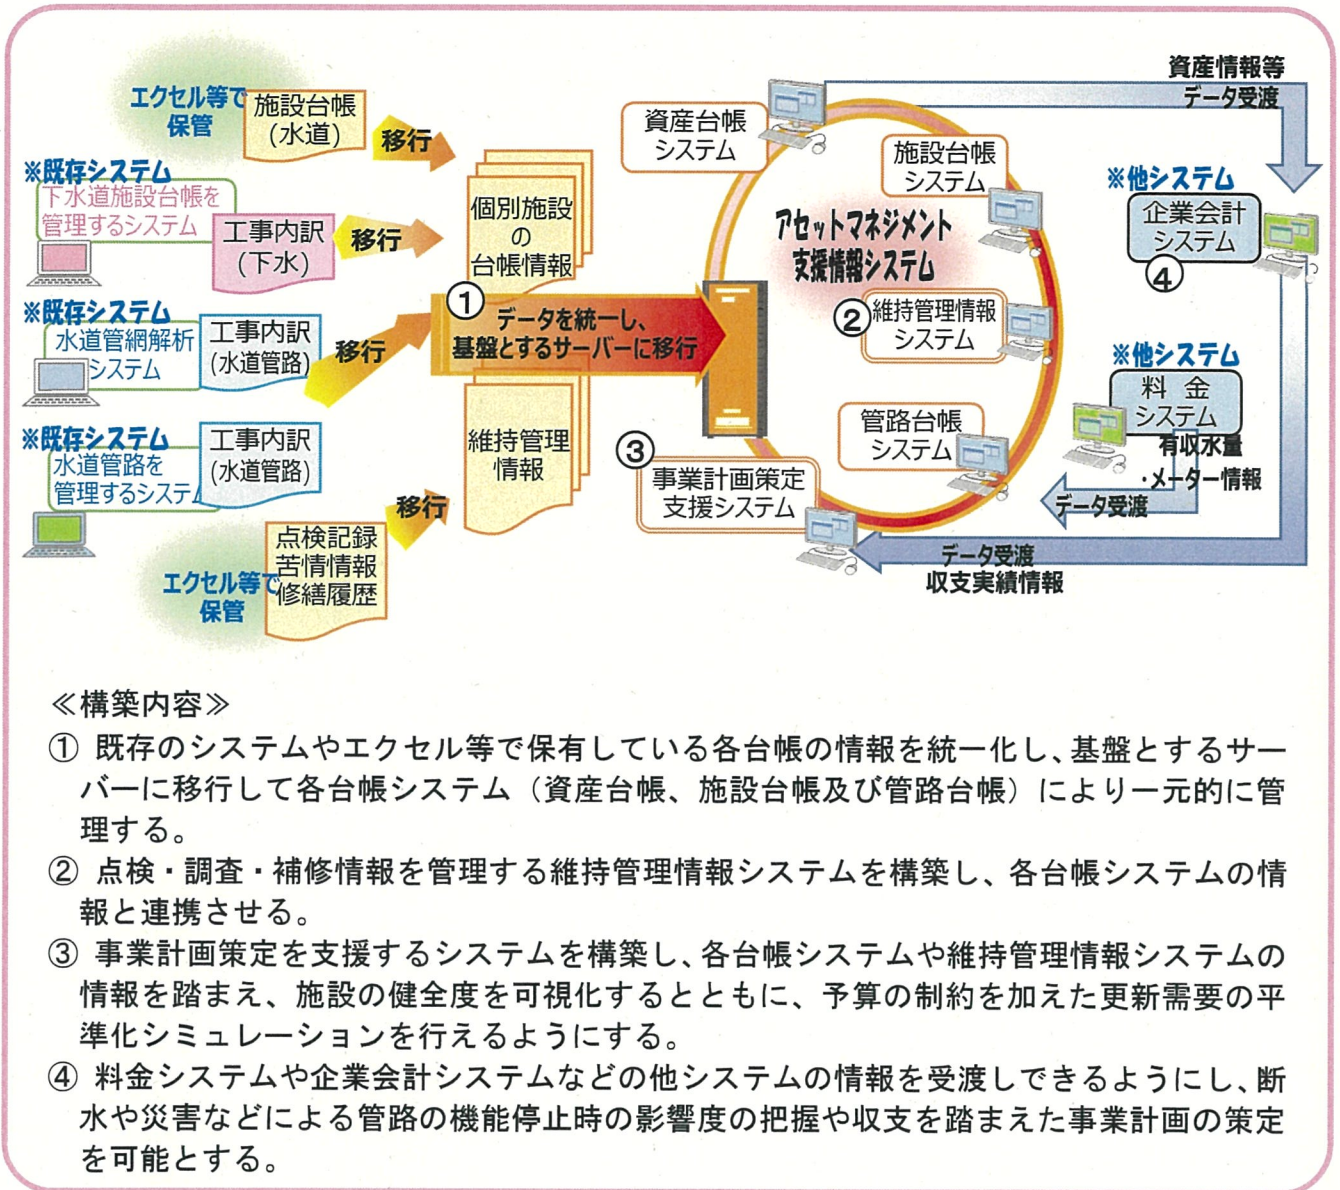 エクセル等で
保管
施設台帳
(水道)
移行
※既存システム
下水道施設台帳を
管理するシステム
工事内訳
(下水)
移行
※既存システム
水道管網解析
システム
工事内訳
(水道管路)
移行
※既存システム
水道管路を
管理するシステム
工事内訳
(水道管路)
エクセル等で
保管
点検記録
苦情情報
修繕履歴
移行
個別施設
の
台帳情報
①
データを統一し、
基盤とするサーバーに移行
維持管理
情報
資産台帳
システム
施設台帳
システム
アセットマネジメント
支援情報システム
②
維持管理情報
システム
管路台帳
システム
③
事業計画策定
支援システム
資産情報等
データ受渡
※他システム
企業会計
システム
④
※他システム
料 金
システム
有収水量
・メーター情報
データ受渡
データ受渡
収支実績情報
≪構築内容≫
① 既存のシステムやエクセル等で保有している各台帳の情報を統一化し、基盤とするサー
バーに移行して各台帳システム（資産台帳、施設台帳及び管路台帳）により一元的に管
理する。
② 点検・調査・補修情報を管理する維持管理情報システムを構築し、各台帳システムの情
報と連携させる。
③ 事業計画策定を支援するシステムを構築し、各台帳システムや維持管理情報システムの
情報を踏まえ、施設の健全度を可視化するとともに、予算の制約を加えた更新需要の平
準化シミュレーションを行えるようにする。
④ 料金システムや企業会計システムなどの他システムの情報を受渡しできるようにし、断
水や災害などによる管路の機能停止時の影響度の把握や収支を踏まえた事業計画の策定
を可能とする。